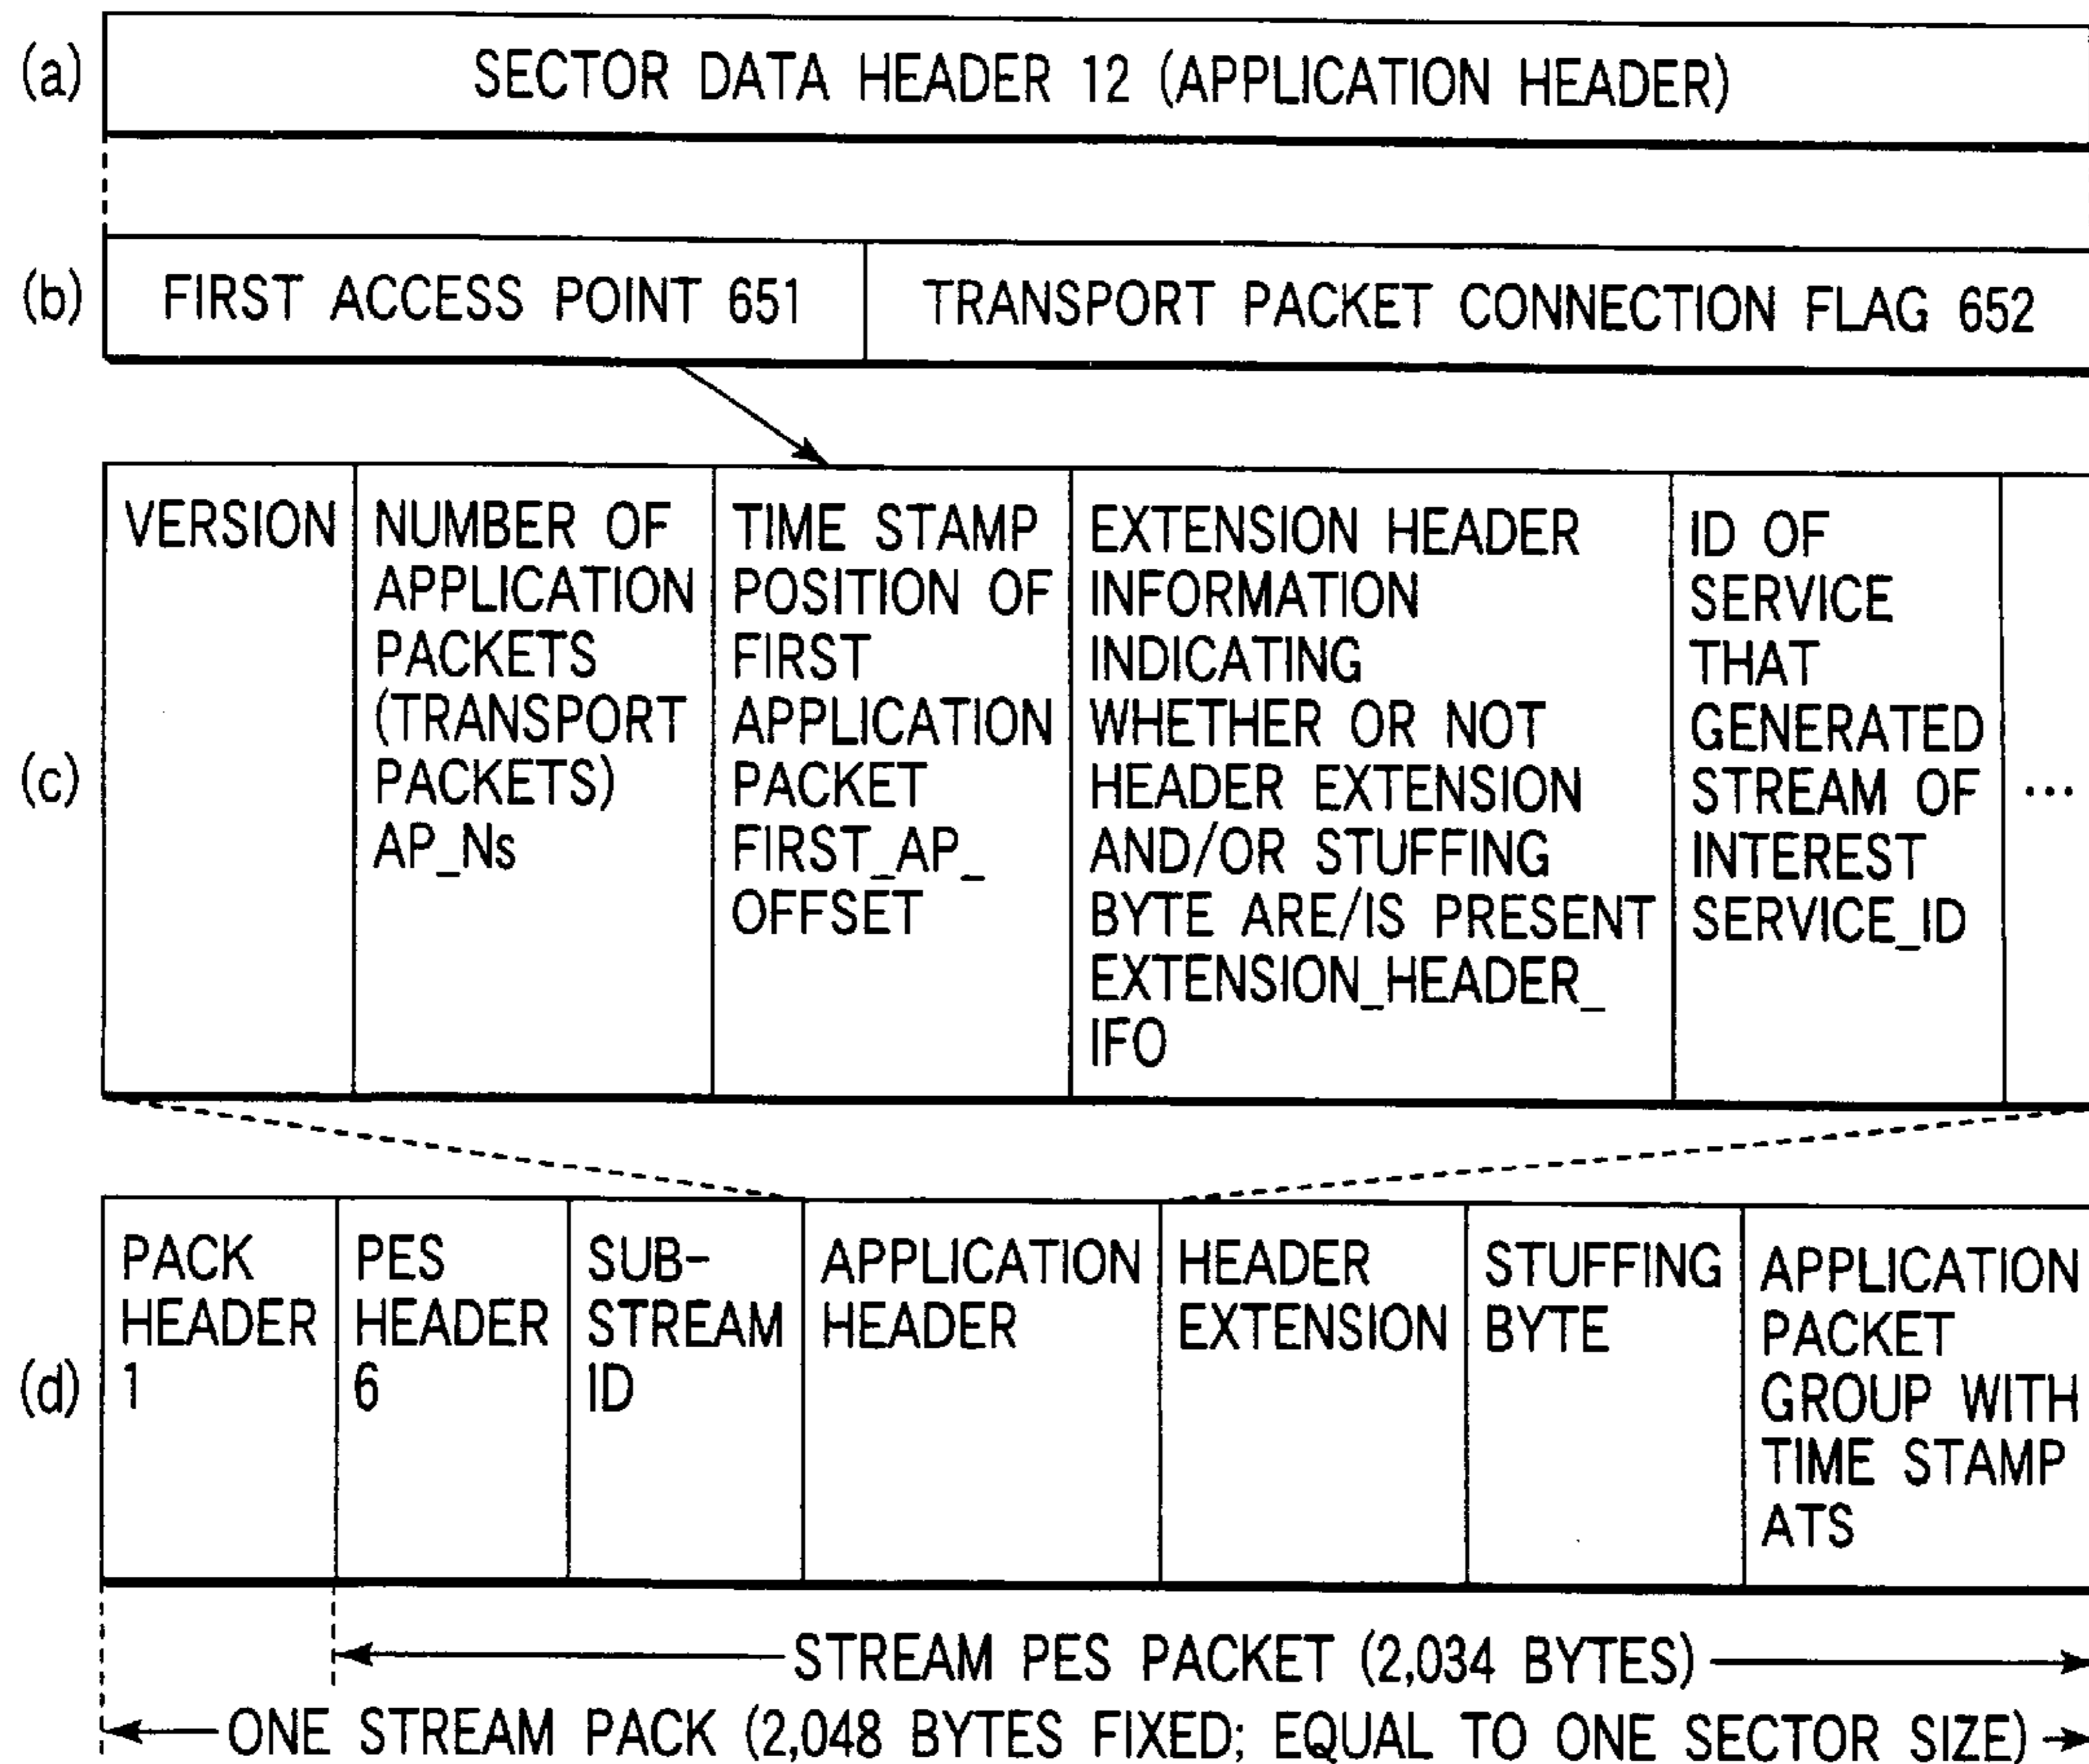 (a)
SECTOR DATA HEADER 12 (APPLICATION HEADER)
(b)
FIRST ACCESS POINT 651
TRANSPORT PACKET CONNECTION FLAG 652
(c)
VERSION
NUMBER OF
APPLICATION
PACKETS
(TRANSPORT
PACKETS)
AP_Ns
TIME STAMP
POSITION OF
FIRST
APPLICATION
PACKET
FIRST_AP_
OFFSET
EXTENSION HEADER
INFORMATION
INDICATING
WHETHER OR NOT
HEADER EXTENSION
AND/OR STUFFING
BYTE ARE/IS PRESENT
EXTENSION_HEADER_
IFO
ID OF
SERVICE
THAT
GENERATED
STREAM OF
INTEREST
SERVICE_ID
...
(d)
PACK
HEADER
1
PES
HEADER
6
SUB-
STREAM
ID
APPLICATION
HEADER
HEADER
EXTENSION
STUFFING
BYTE
APPLICATION
PACKET
GROUP WITH
TIME STAMP
ATS
STREAM PES PACKET (2,034 BYTES)
ONE STREAM PACK (2,048 BYTES FIXED; EQUAL TO ONE SECTOR SIZE)